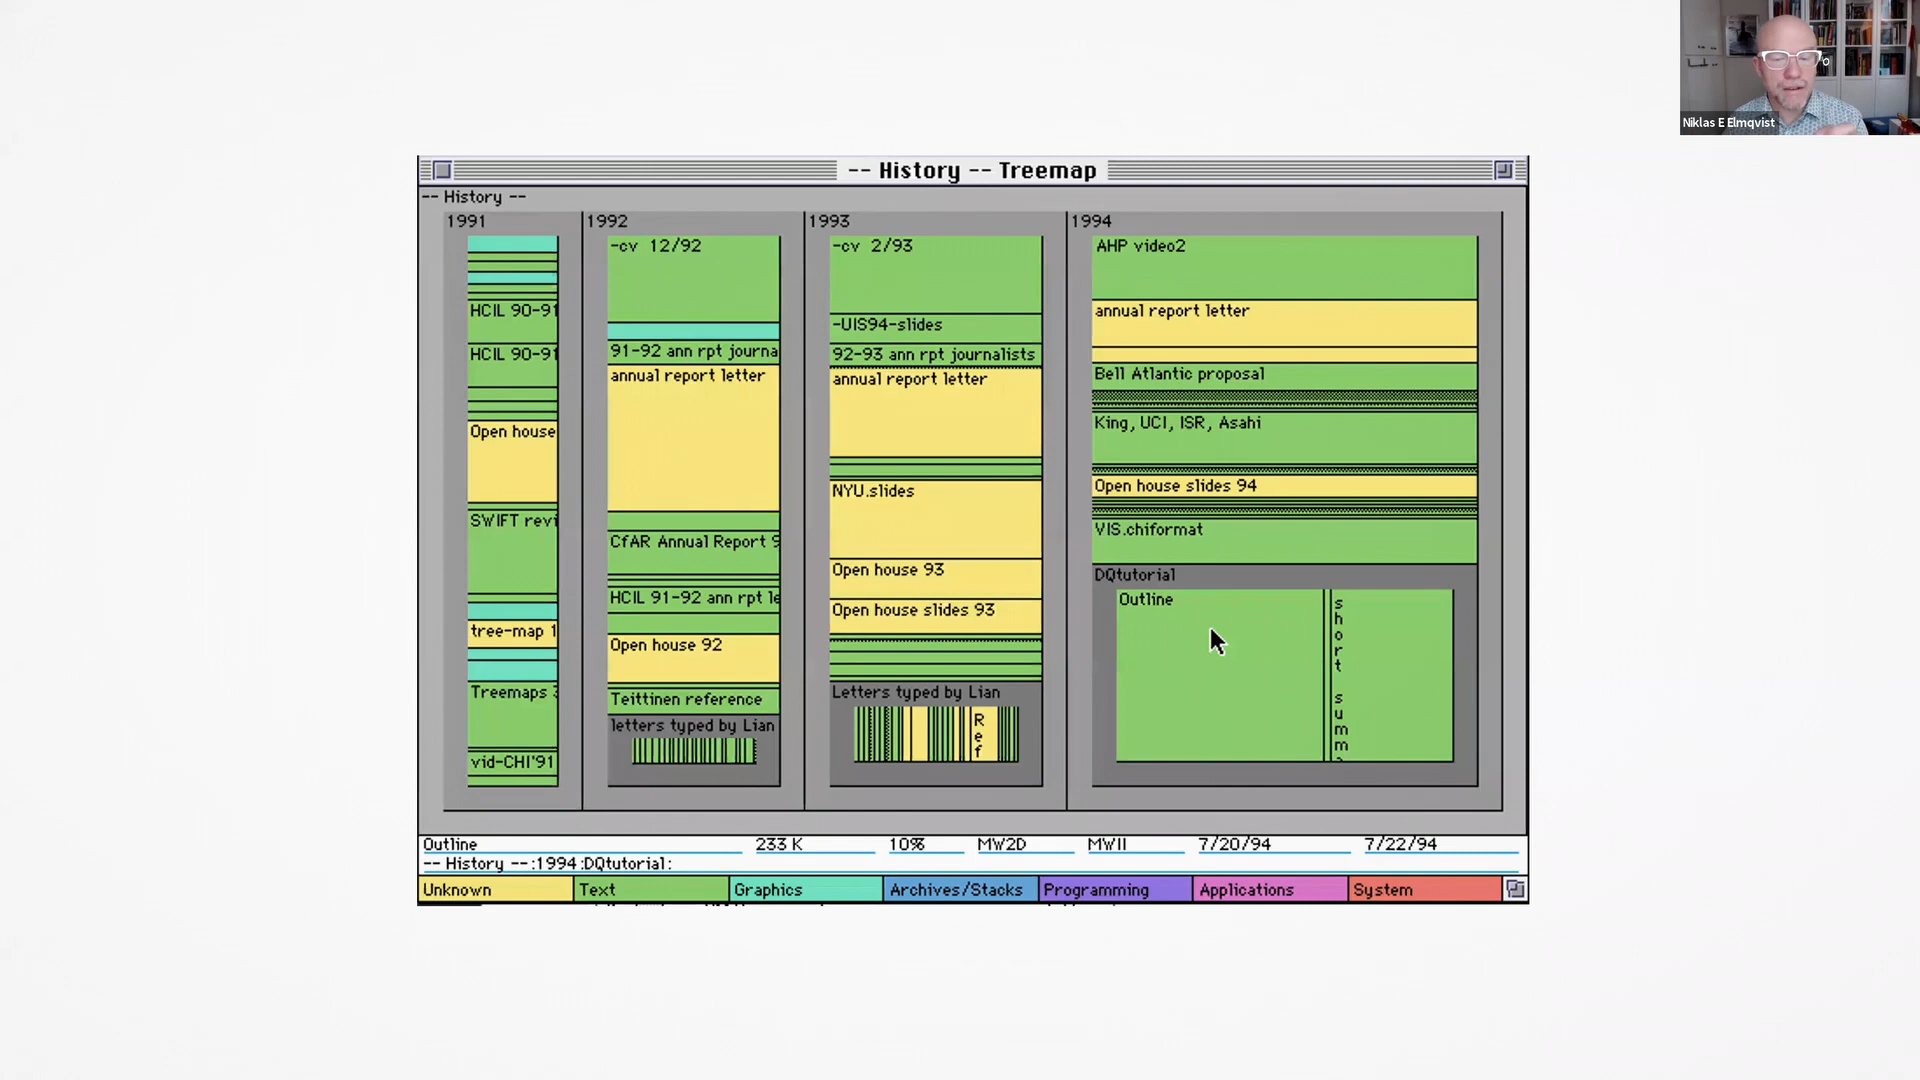 Niklas E Elmqvist
-- History -- Treemap
-- History --
1991
HCIL 90-91
HCIL 90-91
Open house
SWIFT revi
tree-map 1
Treemaps
vid-CHI'91
1992
-cv 12/92
91-92 ann rpt journa
annual report letter
CfAR Annual Report 9
HCIL 91-92 ann rpt le
Open house 92
Teittinen reference
letters typed by Lian
1993
-cv 2/93
-UIS94-slides
92-93 ann rpt journalists
annual report letter
NYU.slides
Open house 93
Open house slides 93
Letters typed by Lian
Ref
1994
AHP video2
annual report letter
Bell Atlantic proposal
King, UCI, ISR, Asahi
Open house slides 94
VIS.chiformat
DQtutorial
Outline
short summ
Outline 233 K 10% MW2D MWII 7/20/94 7/22/94
-- History --:1994:DQtutorial:
Unknown Text Graphics Archives/Stacks Programming Applications System